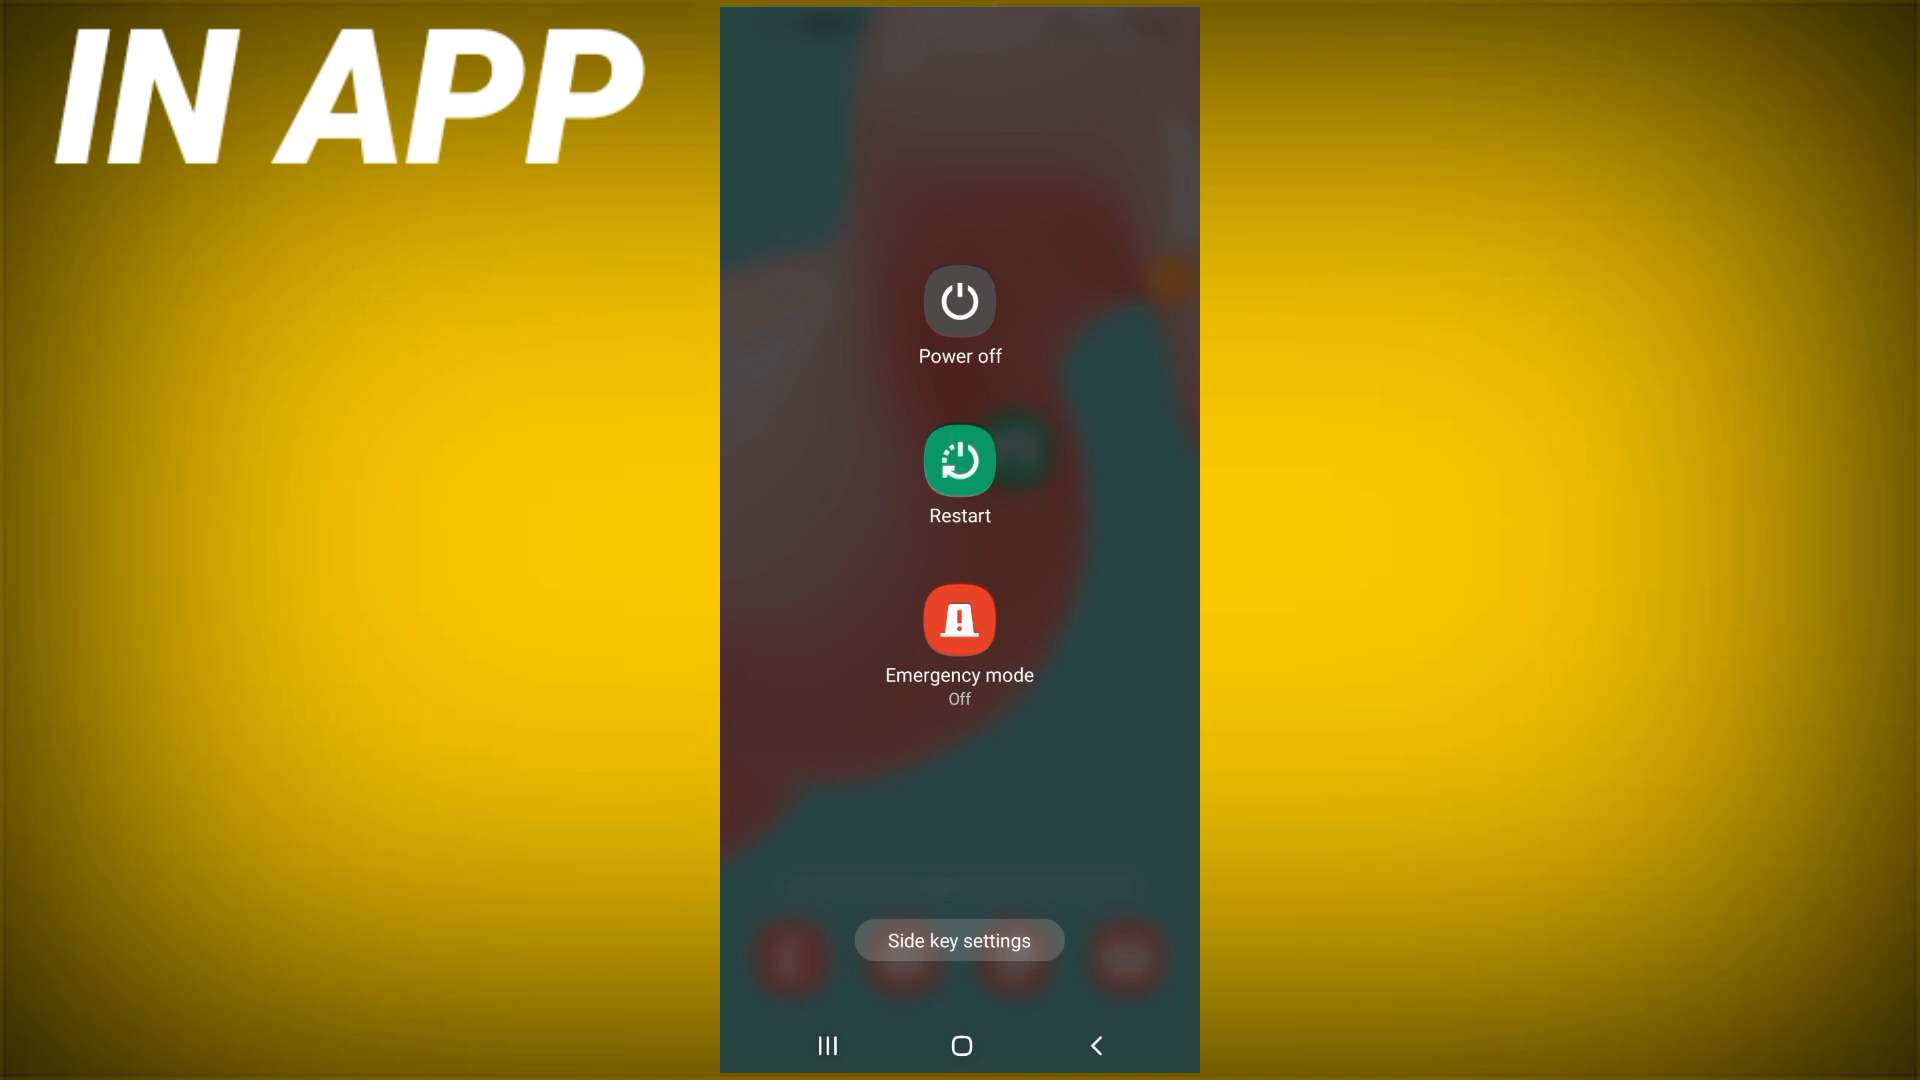 IN APP
Power off
Restart
Emergency mode
Off
Side key settings